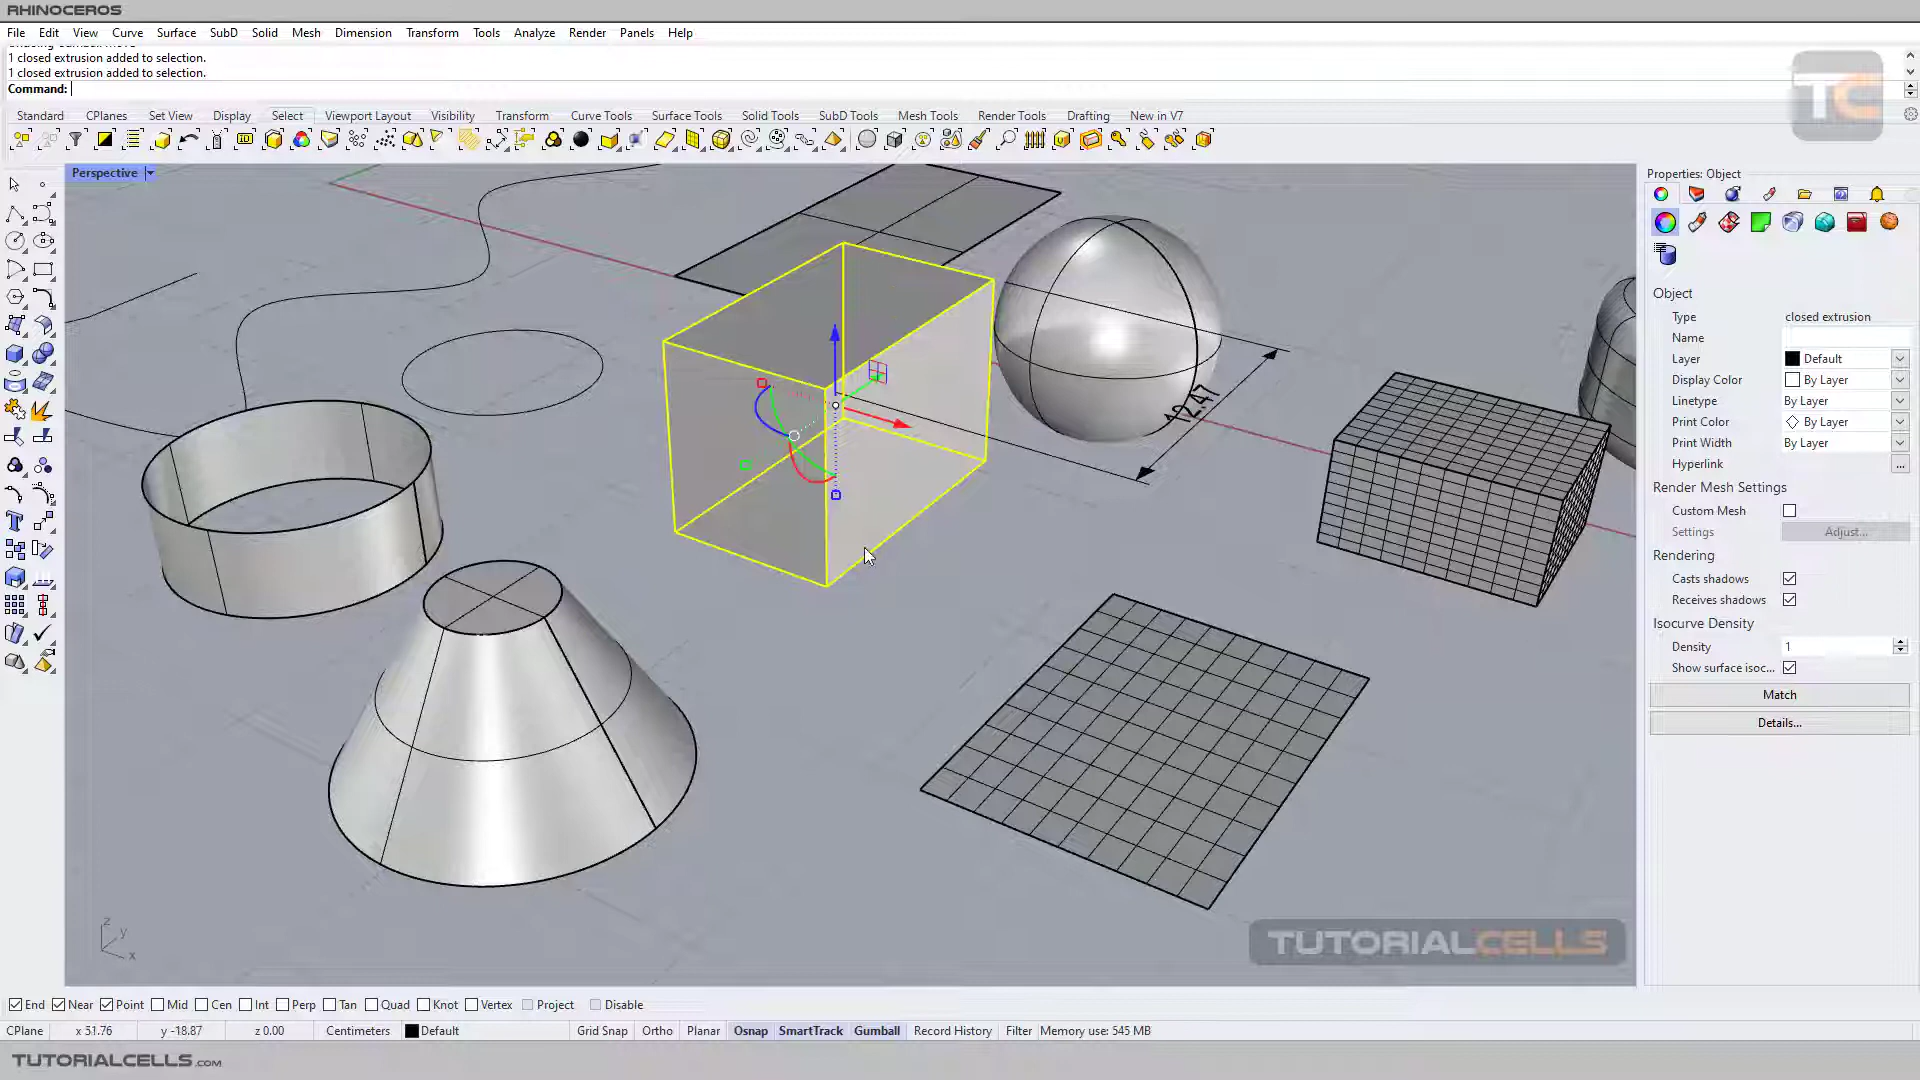 RHINOCEROS
File Edit View Curve Surface SubD Solid Mesh Dimension Transform Tools Analyze Render Panels Help
1 closed extrusion added to selection.
1 closed extrusion added to selection.
Command:
TC
Standard CPlanes Set View Display Select Viewport Layout Visibility Transform Curve Tools Surface Tools Solid Tools SubD Tools Mesh Tools Render Tools Drafting New in V7
Perspective
Properties: Object
Object
Type closed extrusion
Name
Layer Default
Display Color By Layer
Linetype By Layer
Print Color By Layer
Print Width By Layer
Hyperlink ...
Render Mesh Settings
Custom Mesh
Settings Adjust...
Rendering
Casts shadows
Receives shadows
Isocurve Density
Density 1
Show surface isoc...
Match
Details...
12.47
z
y
x
TUTORIALCELLS
End Near Point Mid Cen Int Perp Tan Quad Knot Vertex Project Disable
CPlane x 31.76 y -18.87 z 0.00 Centimeters Default Grid Snap Ortho Planar Osnap SmartTrack Gumball Record History Filter Memory use: 545 MB
TUTORIALCELLS.COM